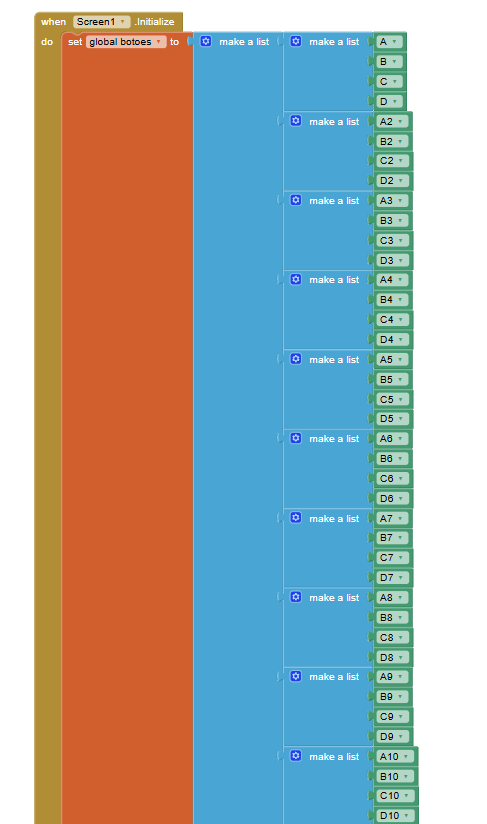 when Screen1 .Initialize
do set global botoes to make a list make a list A
B
C
D
make a list A2
B2
C2
D2
make a list A3
B3
C3
D3
make a list A4
B4
C4
D4
make a list A5
B5
C5
D5
make a list A6
B6
C6
D6
make a list A7
B7
C7
D7
make a list A8
B8
C8
D8
make a list A9
B9
C9
D9
make a list A10
B10
C10
D10